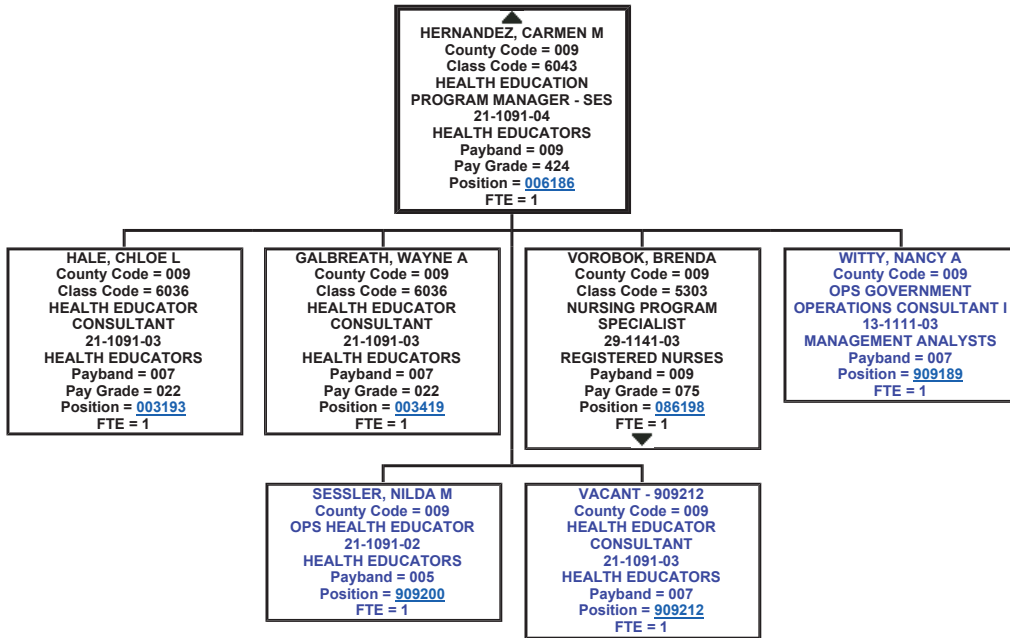 HERNANDEZ, CARMEN M
County Code = 009
Class Code = 6043
HEALTH EDUCATION
PROGRAM MANAGER - SES
21-1091-04
HEALTH EDUCATORS
Payband = 009
Pay Grade = 424
Position = 006186
FTE = 1
HALE, CHLOE L
County Code = 009
Class Code = 6036
HEALTH EDUCATOR
CONSULTANT
21-1091-03
HEALTH EDUCATORS
Payband = 007
Pay Grade = 022
Position = 003193
FTE = 1
GALBREATH, WAYNE A
County Code = 009
Class Code = 6036
HEALTH EDUCATOR
CONSULTANT
21-1091-03
HEALTH EDUCATORS
Payband = 007
Pay Grade = 022
Position = 003419
FTE = 1
VOROBOK, BRENDA
County Code = 009
Class Code = 5303
NURSING PROGRAM
SPECIALIST
29-1141-03
REGISTERED NURSES
Payband = 009
Pay Grade = 075
Position = 086198
FTE = 1
WITTY, NANCY A
County Code = 009
OPS GOVERNMENT
OPERATIONS CONSULTANT I
13-1111-03
MANAGEMENT ANALYSTS
Payband = 007
Position = 909189
FTE = 1
SESSLER, NILDA M
County Code = 009
OPS HEALTH EDUCATOR
21-1091-02
HEALTH EDUCATORS
Payband = 005
Position = 909200
FTE = 1
VACANT - 909212
County Code = 009
HEALTH EDUCATOR
CONSULTANT
21-1091-03
HEALTH EDUCATORS
Payband = 007
Position = 909212
FTE = 1